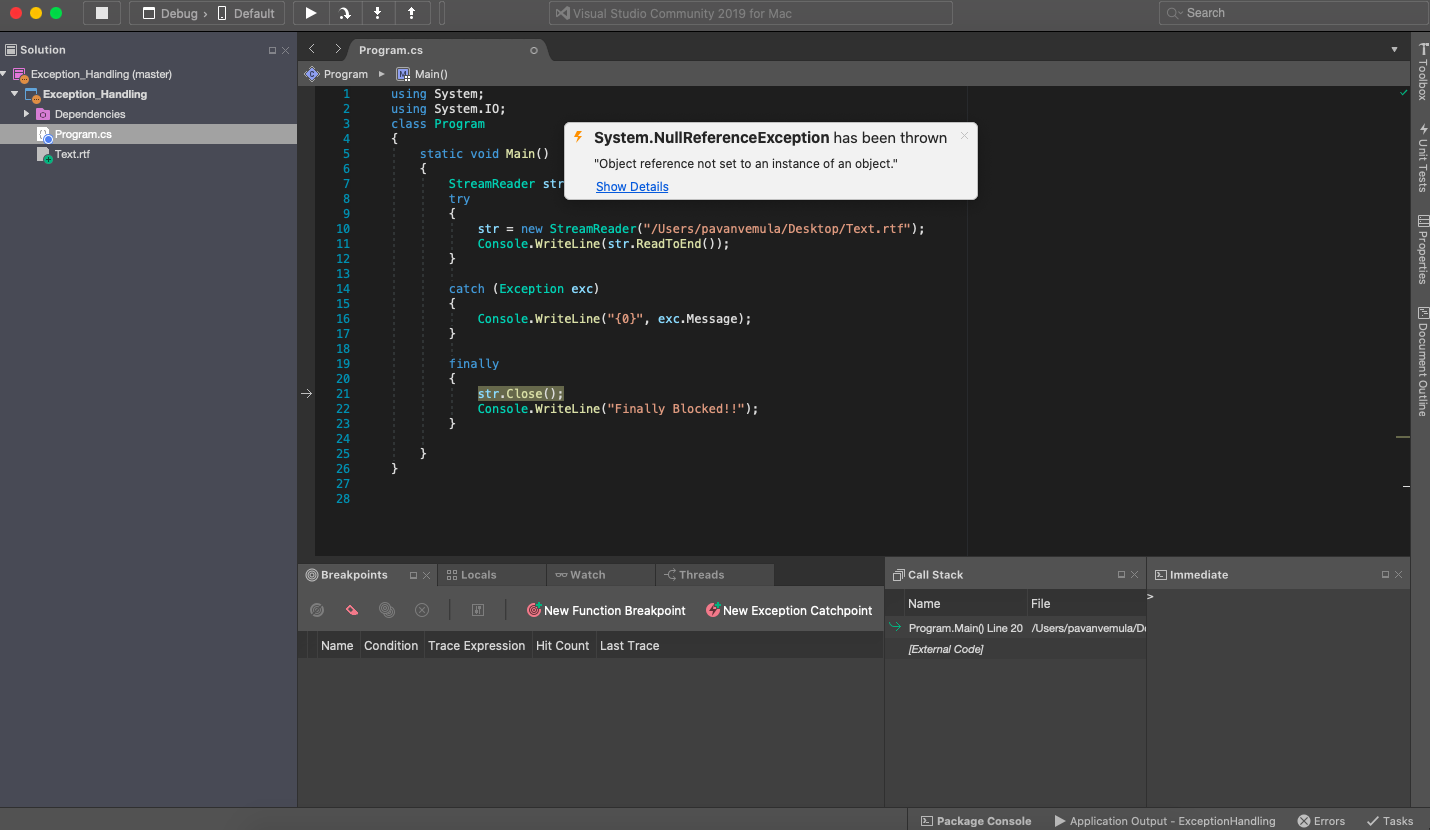 Debug › Default
Visual Studio Community 2019 for Mac
Search
Solution
Exception_Handling (master)
Exception_Handling
Dependencies
Program.cs
Text.rtf
Program.cs
Program
Main()
1 using System;
2 using System.IO;
3 class Program
4 {
5 static void Main()
6 {
7 StreamReader str
8 try
9 {
10 str = new StreamReader("/Users/pavanvemula/Desktop/Text.rtf");
11 Console.WriteLine(str.ReadToEnd());
12 }
13
14 catch (Exception exc)
15 {
16 Console.WriteLine("{0}", exc.Message);
17 }
18
19 finally
20 {
21 str.Close();
22 Console.WriteLine("Finally Blocked!!");
23 }
24
25 }
26 }
27
28
System.NullReferenceException has been thrown
"Object reference not set to an instance of an object."
Show Details
Toolbox
Unit Tests
Properties
Document Outline
Breakpoints
Locals
Watch
Threads
New Function Breakpoint
New Exception Catchpoint
Name Condition Trace Expression Hit Count Last Trace
Call Stack
Name File
Program.Main() Line 20 /Users/pavanvemula/De
[External Code]
Immediate
>
Package Console
Application Output - ExceptionHandling
Errors
Tasks